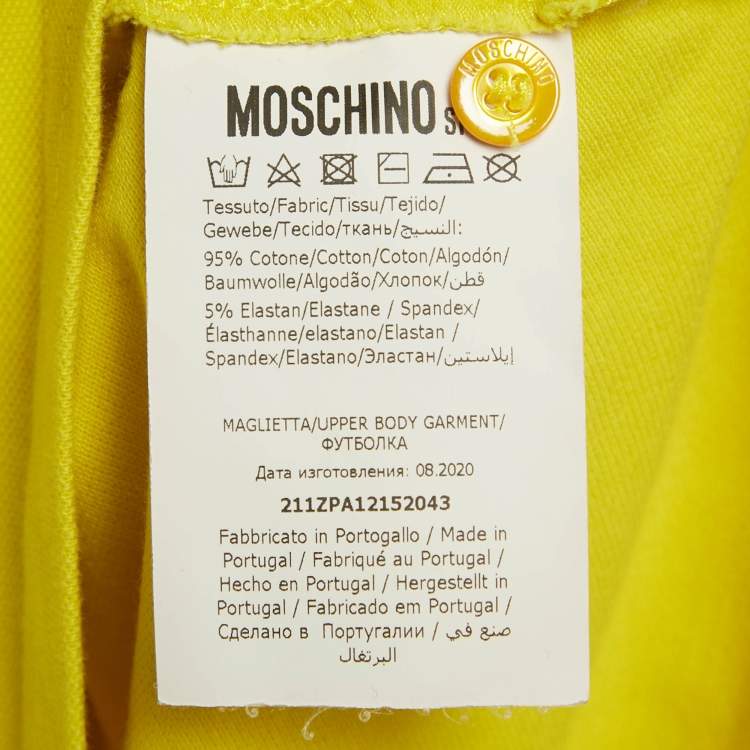 MOSCHINO
MOSCHINO
Tessuto/Fabric/Tissu/Tejido/
Gewebe/Tecido/ткань/النسيج:
95% Cotone/Cotton/Coton/Algodón/
Baumwolle/Algodão/Хлопок/قطن
5% Elastan/Elastane / Spandex/
Élasthanne/elastano/Elastan /
Spandex/Elastano/Эластан/إيلاستين
MAGLIETTA/UPPER BODY GARMENT/
ФУТБОЛКА
Дата изготовления: 08.2020
211ZPA12152043
Fabbricato in Portogallo / Made in
Portugal / Fabriqué au Portugal /
Hecho en Portugal / Hergestellt in
Portugal / Fabricado em Portugal /
Сделано в Португалии / صنع في
البرتغال